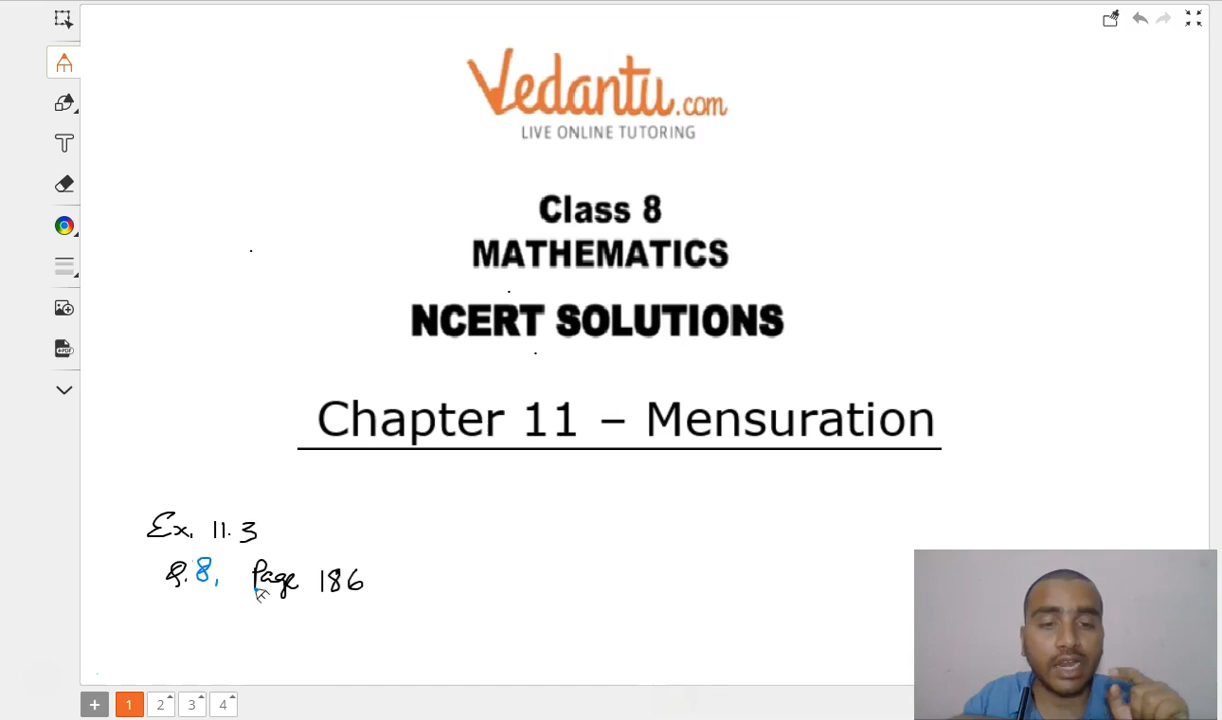 Vedantu.com
LIVE ONLINE TUTORING
Class 8
MATHEMATICS
NCERT SOLUTIONS
Chapter 11 – Mensuration
Ex. 11.3
Q. 8, Page 186
+ 1 2 3 4